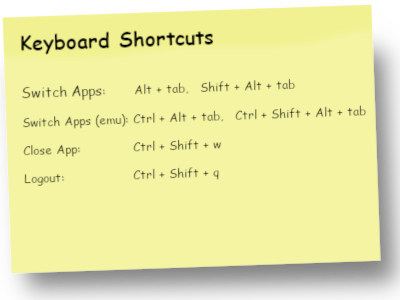 Keyboard Shortcuts
Switch Apps: Alt + tab, Shift + Alt + tab
Switch Apps (emu): Ctrl + Alt + tab, Ctrl + Shift + Alt + tab
Close App: Ctrl + Shift + w
Logout: Ctrl + Shift + q